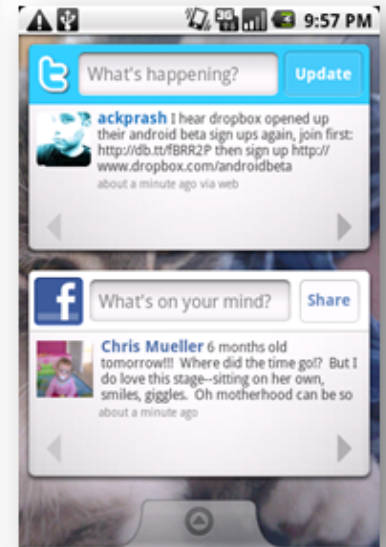 3G
9:57 PM
t
What's happening?
Update
ackprash I hear dropbox opened up
their android beta sign ups again, join first:
http://db.tt/fBRR2P then sign up http://
www.dropbox.com/androidbeta
about a minute ago via web
f
What's on your mind?
Share
Chris Mueller 6 months old
tomorrow!!! Where did the time go!? But I
do love this stage--sitting on her own,
smiles, giggles. Oh motherhood can be so
about a minute ago